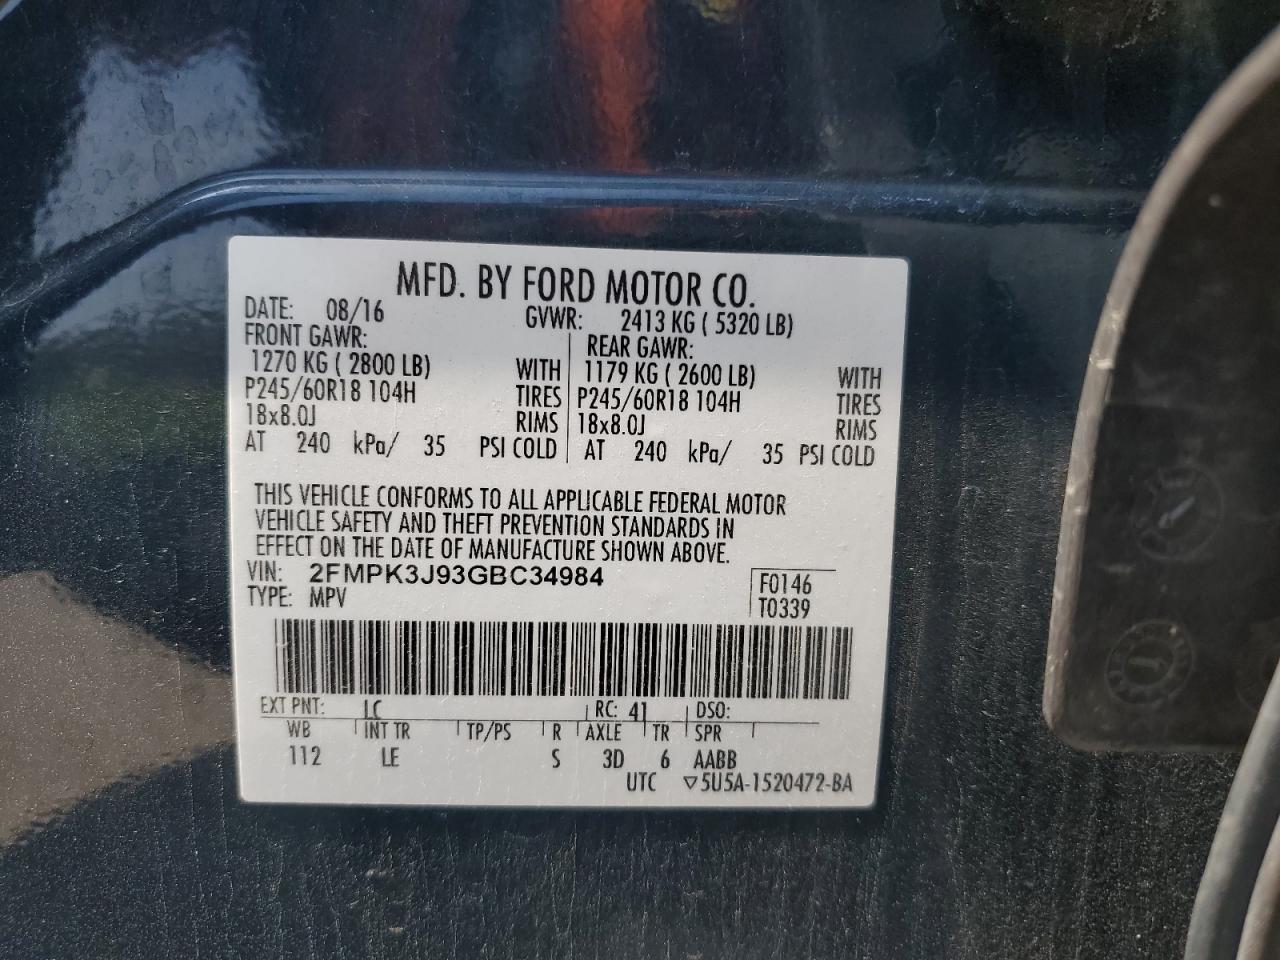 MFD. BY FORD MOTOR CO.
DATE: 08/16 GVWR: 2413 KG ( 5320 LB)
FRONT GAWR: REAR GAWR:
1270 KG ( 2800 LB) WITH 1179 KG ( 2600 LB) WITH
P245/60R18 104H TIRES P245/60R18 104H TIRES
18x8.0J RIMS 18x8.0J RIMS
AT 240 kPa/ 35 PSI COLD AT 240 kPa/ 35 PSI COLD
THIS VEHICLE CONFORMS TO ALL APPLICABLE FEDERAL MOTOR
VEHICLE SAFETY AND THEFT PREVENTION STANDARDS IN
EFFECT ON THE DATE OF MANUFACTURE SHOWN ABOVE.
VIN: 2FMPK3J93GBC34984 F0146
TYPE: MPV T0339
EXT PNT: LC RC: 41 DSO:
WB INT TR TP/PS R AXLE TR SPR
112 LE S 3D 6 AABB
UTC ▽5U5A-1520472-BA